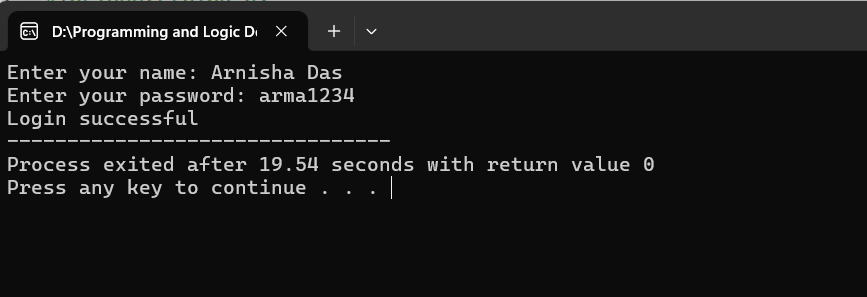 D:\Programming and Logic De
Enter your name: Arnisha Das
Enter your password: arma1234
Login successful
--------------------------------
Process exited after 19.54 seconds with return value 0
Press any key to continue . . .